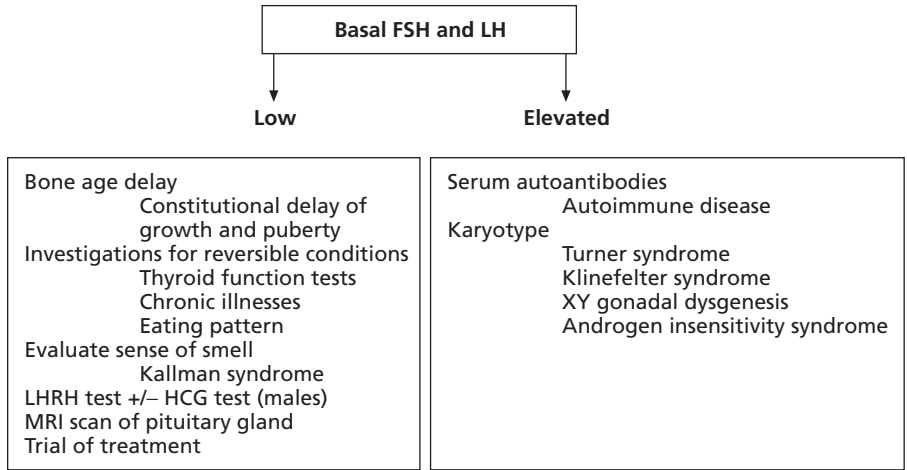 Basal FSH and LH
Low
Elevated
Bone age delay
Constitutional delay of
growth and puberty
Investigations for reversible conditions
Thyroid function tests
Chronic illnesses
Eating pattern
Evaluate sense of smell
Kallman syndrome
LHRH test +/– HCG test (males)
MRI scan of pituitary gland
Trial of treatment
Serum autoantibodies
Autoimmune disease
Karyotype
Turner syndrome
Klinefelter syndrome
XY gonadal dysgenesis
Androgen insensitivity syndrome